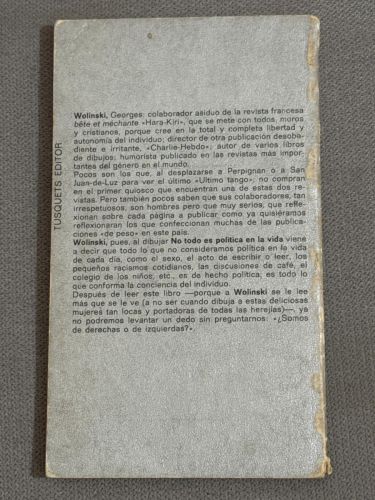 Wolinski, Georges: colaborador asiduo de la revista francesa
bête et méchante «Hara-Kiri», que se mete con todos, moros
y cristianos, porque cree en la total y completa libertad y
autonomía del individuo; director de otra publicación desobe-
diente e irritante, «Charlie-Hebdo»; autor de varios libros
de dibujos; humorista publicado en las revistas más impor-
tantes del género en el mundo.
Pocos son los que, al desplazarse a Perpignan o a San
Juan-de-Luz para ver el último «Ultimo tango», no compran
en el primer quiosco que encuentran una de estas dos re-
vistas. Pero también pocos saben que sus colaboradores, tan
irrespetuosos, son hombres pero que muy serios, que refle-
xionan sobre cada página a publicar como ya quisiéramos
reflexionaran los que confeccionan muchas de las publica-
ciones «de peso» en este país.
Wolinski, pues, al dibujar No todo es política en la vida viene
a decir que todo lo que no consideramos política en la vida
de cada día, como el sexo, el acto de escribir o leer, los
pequeños racismos cotidianos, las discusiones de café, el
colegio de los niños, etc., es de hecho política; es todo lo
que conforma la conciencia del individuo.
Después de leer este libro —porque a Wolinski se le lee
más que se le ve (a no ser cuando dibuja a estas deliciosas
mujeres tan locas y portadoras de todas las herejías)—, ya
no podremos levantar un dedo sin preguntarnos: «¿Somos
de derechas o de izquierdas?».
TUSQUETS EDITOR